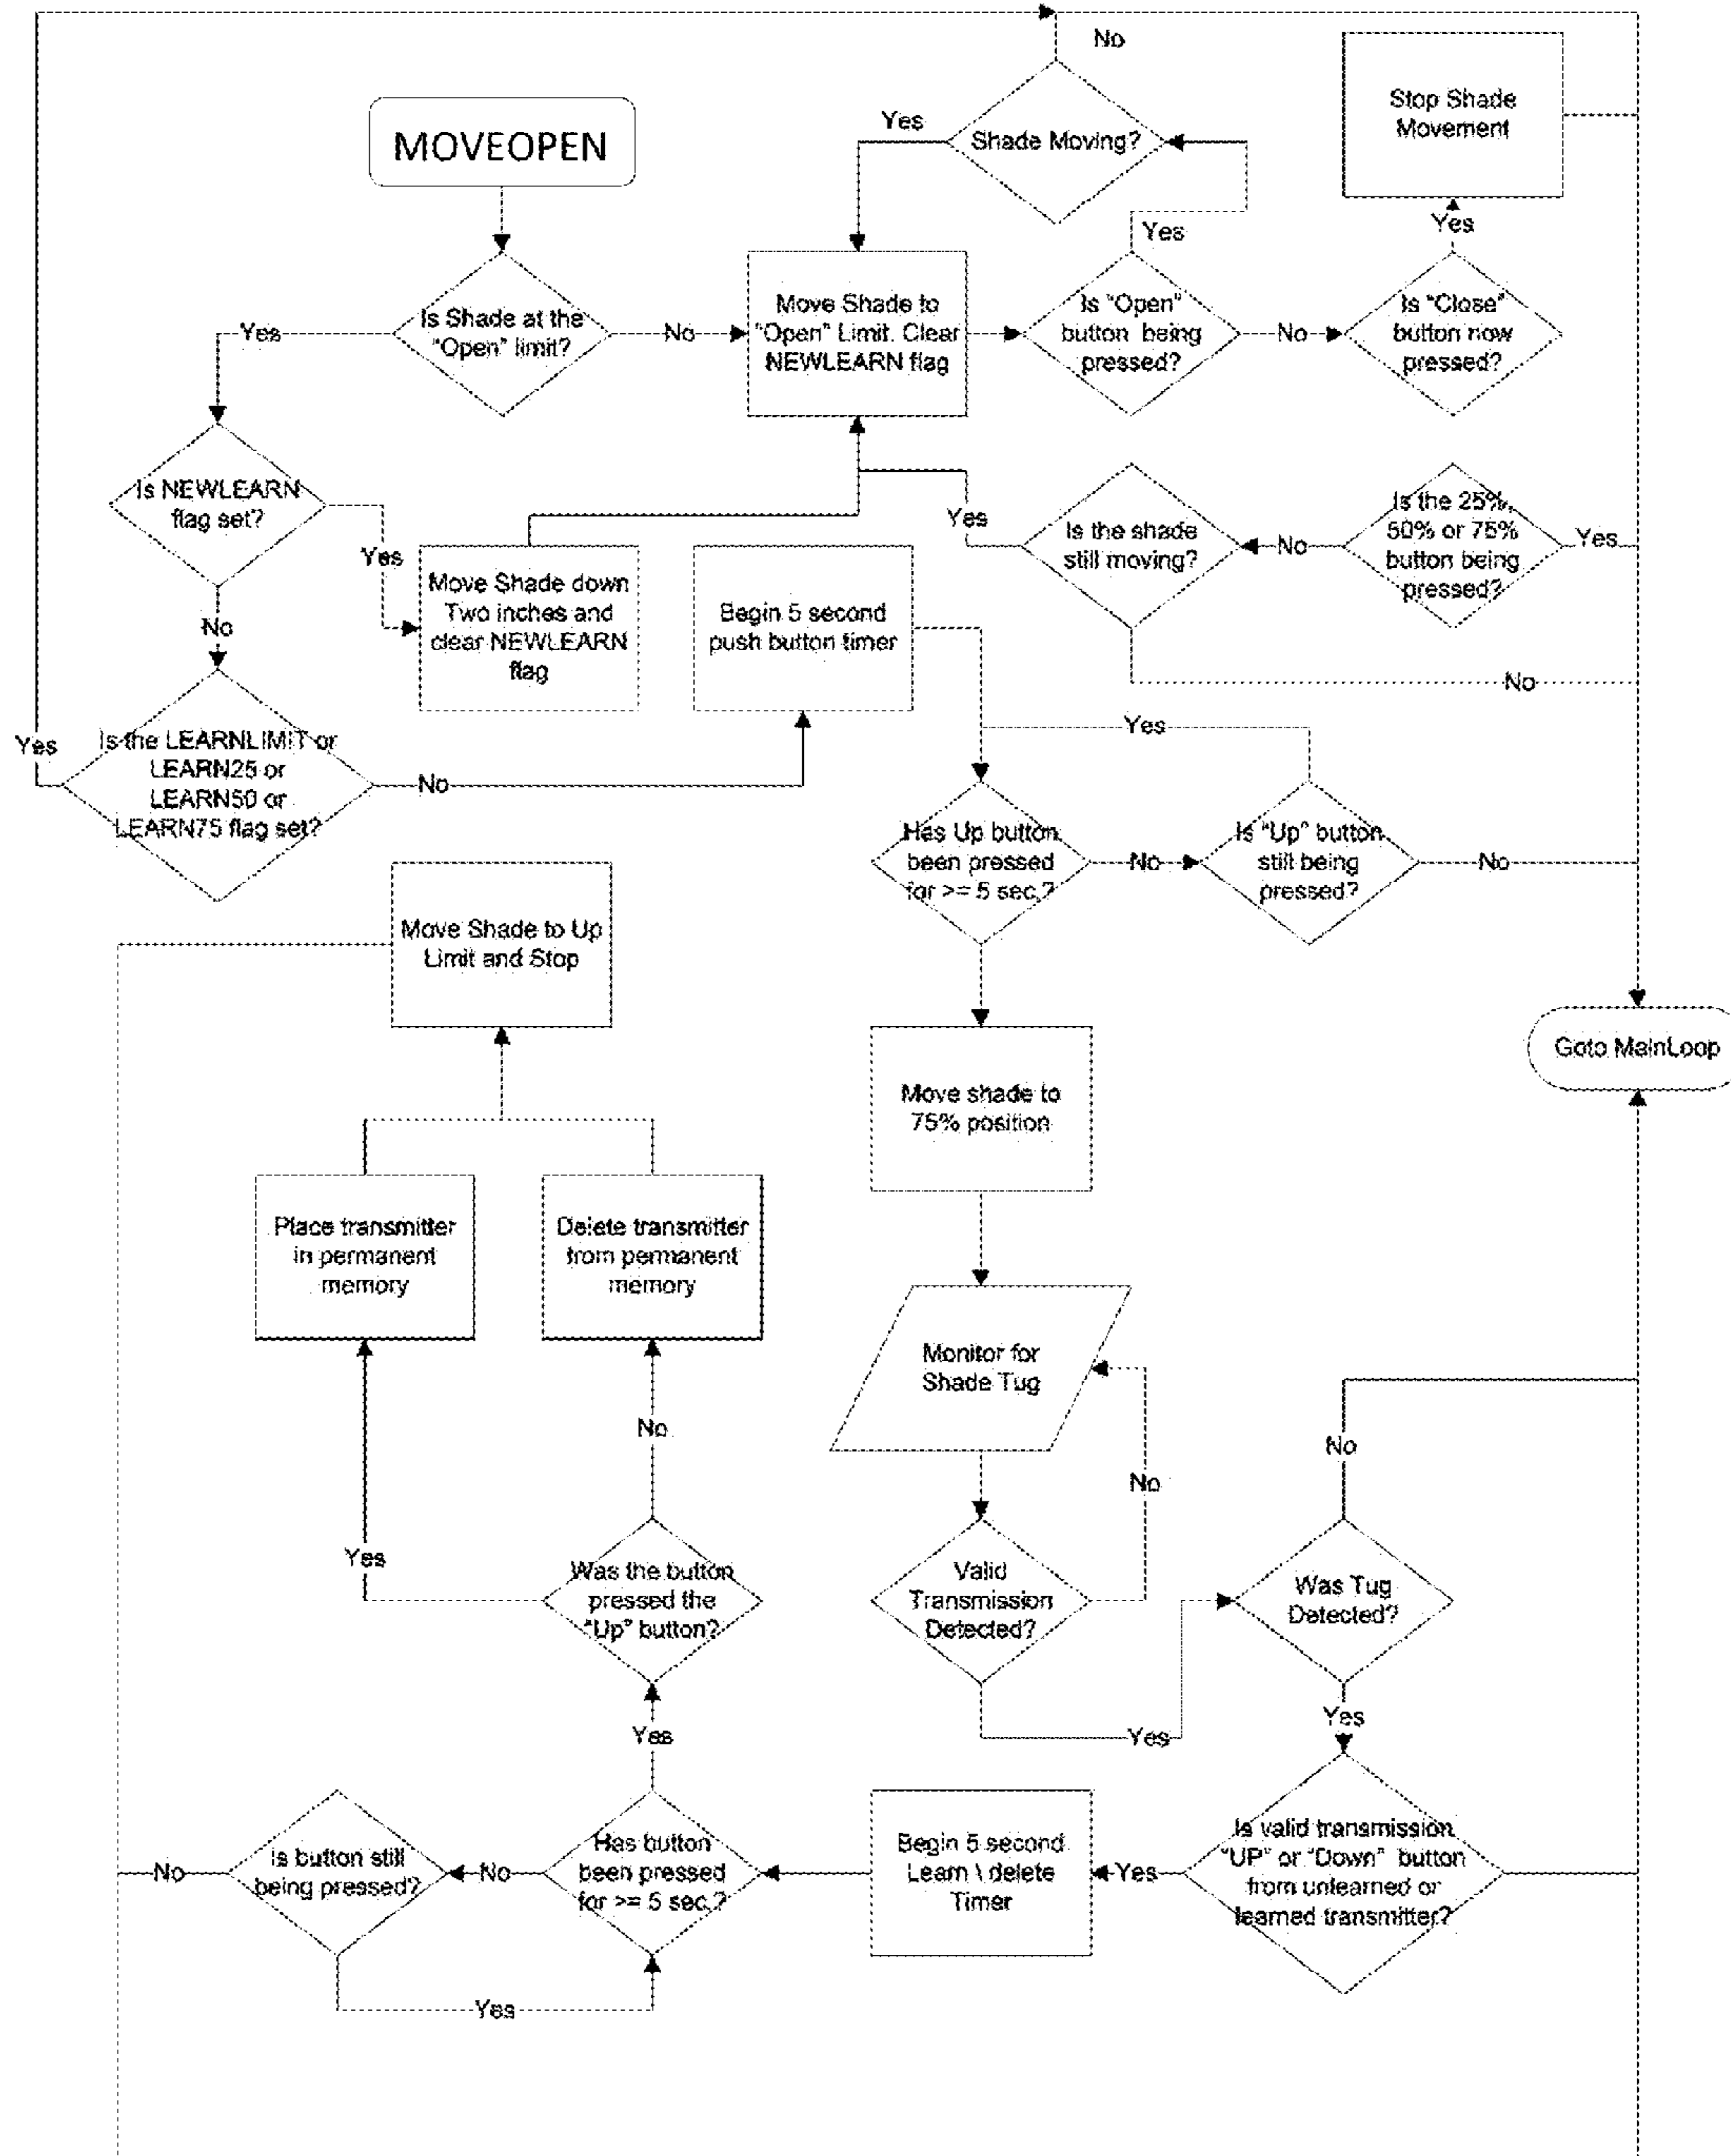 No
Stop Shade
Movement
Yes
Shade Moving?
MOVEOPEN
Yes
Yes
Is Shade at the
"Open" limit?
Yes
No
Move Shade to
"Open" Limit. Clear
NEWLEARN flag
Is "Open"
button being
pressed?
No
Is "Close"
button now
pressed?
Is NEWLEARN
flag set?
Yes
No
Move Shade down
Two inches and
clear NEWLEARN
flag
Begin 5 second
push button timer
Yes
Is the shade
still moving?
No
Is the 25%,
50% or 75%
button being
pressed?
Yes
No
Yes
Yes
Is the LEARNLIMIT or
LEARN25 or
LEARN50 or
LEARN75 flag set?
No
Has Up button
been pressed
for >= 5 sec.?
No
Is "Up" button
still being
pressed?
No
Move Shade to Up
Limit and Stop
Goto MainLoop
Move shade to
75% position
Place transmitter
in permanent
memory
Delete transmitter
from permanent
memory
Monitor for
Shade Tug
No
No
No
Yes
Was the button
pressed the
"Up" button?
Valid
Transmission
Detected?
Was Tug
Detected?
Yes
Yes
Yes
No
Is button still
being pressed?
No
Has button
been pressed
for >= 5 sec.?
Begin 5 second
Learn \ delete
Timer
Yes
Is valid transmission
"UP" or "Down" button
from unlearned or
learned transmitter?
Yes